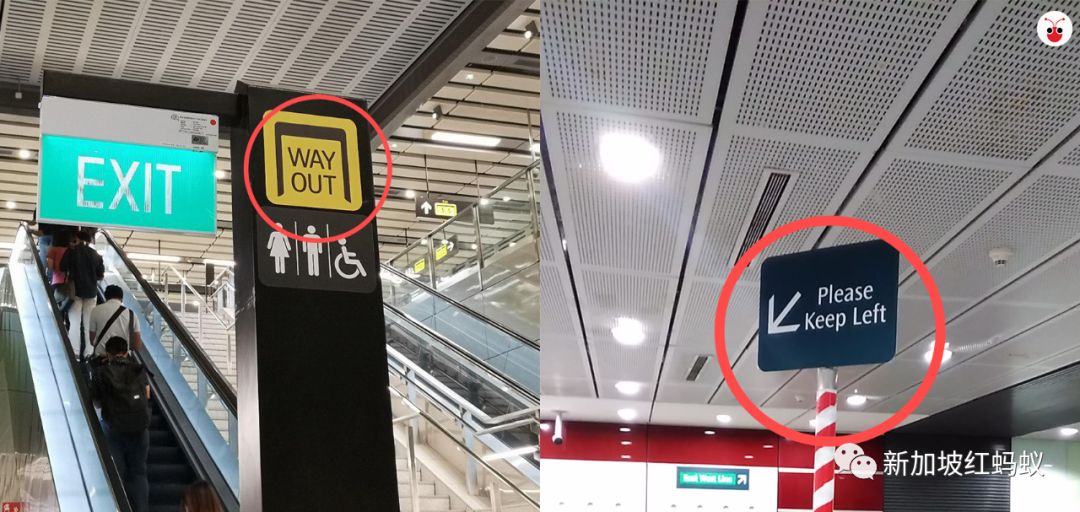 EXIT
WAY
OUT
Please
Keep Left
East West Line
新加坡红蚂蚁